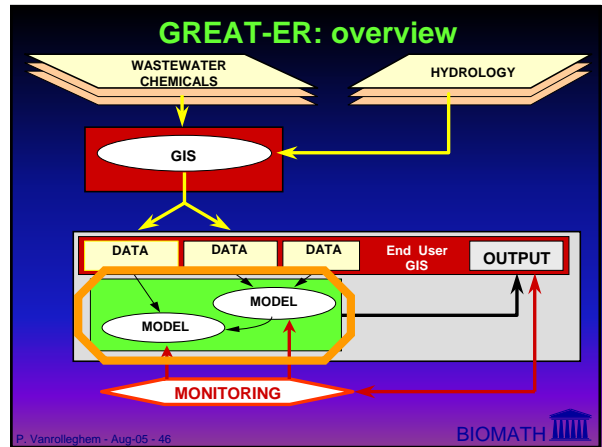 GREAT-ER: overview
WASTEWATER
CHEMICALS
HYDROLOGY
GIS
DATA
DATA
DATA
End User
GIS
OUTPUT
MODEL
MODEL
MONITORING
P. Vanrolleghem - Aug-05 - 46
BIOMATH